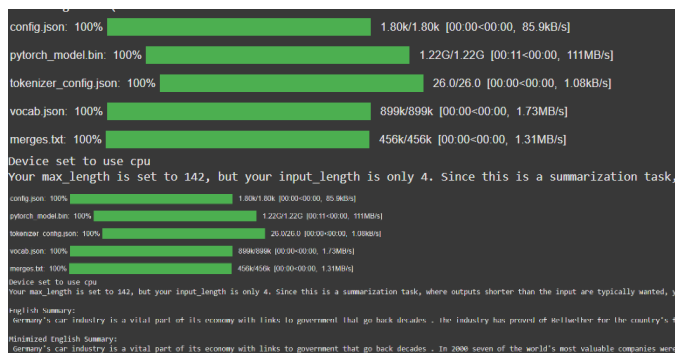 config.json: 100% 1.80k/1.80k [00:00<00:00, 85.9kB/s]
pytorch_model.bin: 100% 1.22G/1.22G [00:11<00:00, 111MB/s]
tokenizer_config.json: 100% 26.0/26.0 [00:00<00:00, 1.08kB/s]
vocab.json: 100% 899k/899k [00:00<00:00, 1.73MB/s]
merges.txt: 100% 456k/456k [00:00<00:00, 1.31MB/s]
Device set to use cpu
Your max_length is set to 142, but your input_length is only 4. Since this is a summarization task,
config.json: 100% 1.80k/1.80k [00:00<00:00, 85.9kB/s]
pytorch_model.bin: 100% 1.22G/1.22G [00:11<00:00, 111MB/s]
tokenizer_config.json: 100% 26.0/26.0 [00:00<00:00, 1.08kB/s]
vocab.json: 100% 899k/899k [00:00<00:00, 1.73MB/s]
merges.txt: 100% 456k/456k [00:00<00:00, 1.31MB/s]
Device set to use cpu
Your max_length is set to 142, but your input_length is only 4. Since this is a summarization task, where outputs shorter than the input are typically wanted,
English Summary:
Germany's car industry is a vital part of its economy with links to government that go back decades . the industry has proved of Bellwether for the country's
Minimized English Summary:
Germany's car industry is a vital part of its economy with links to government that go back decades . In 2000 seven of the world's most valuable companies were